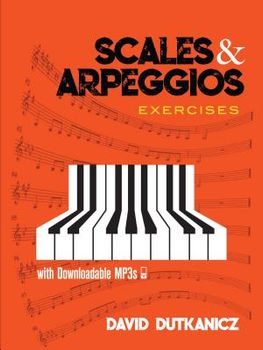 SCALES &
ARPEGGIOS
EXERCISES
with Downloadable MP3s
DAVID DUTKANICZ